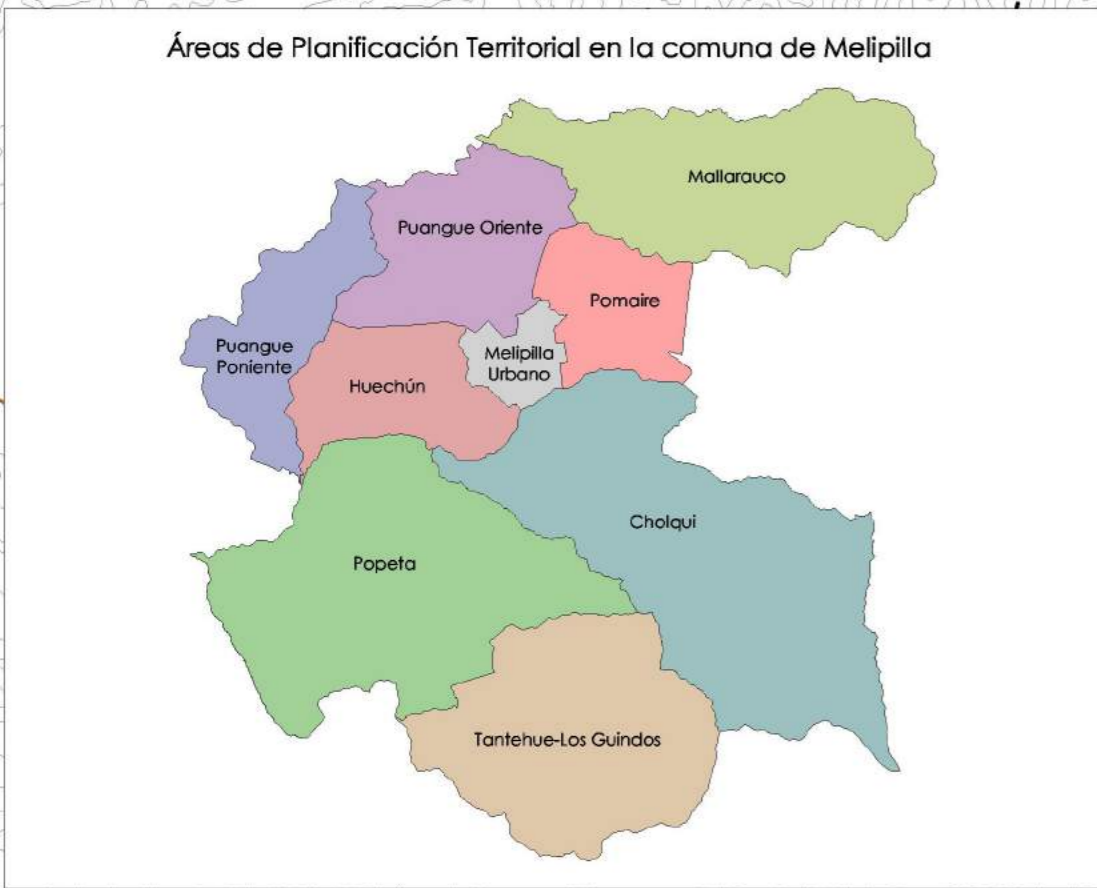 Áreas de Planificación Territorial en la comuna de Melipilla
Mallarauco
Puangue Oriente
Pomaire
Puangue
Poniente
Melipilla
Urbano
Huechún
Cholqui
Popeta
Tantehue-Los Guindos